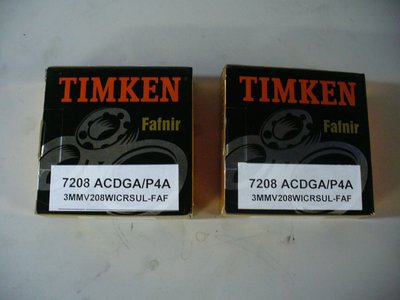 TIMKEN
Fafnir
7208 ACDGA/P4A
3MMV208WICRSUL-FAF
TIMKEN
Fafnir
7208 ACDGA/P4A
3MMV208WICRSUL-FAF